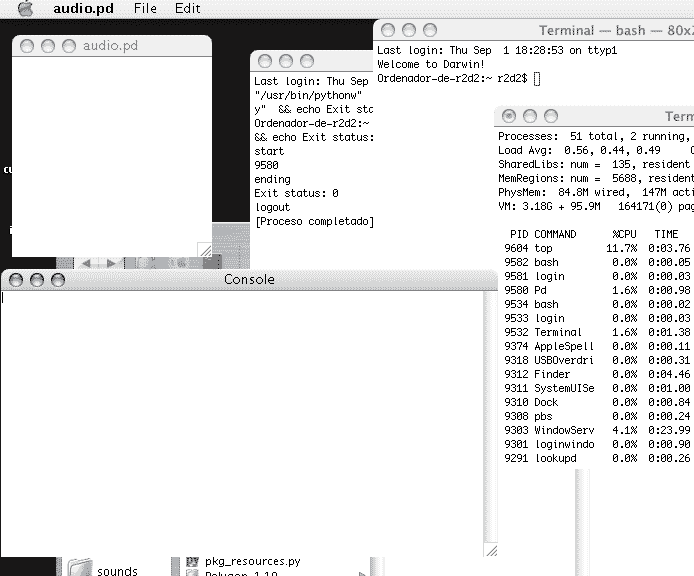 audio.pd File Edit
audio.pd
Terminal — bash — 80x2
Last login: Thu Sep  1 18:28:53 on ttyp1
Welcome to Darwin!
Ordenador-de-r2d2:~ r2d2$
Last login: Thu Sep
"/usr/bin/pythonw"
y"  && echo Exit sta
Ordenador-de-r2d2:~
&& echo Exit status:
start
9580
ending
Exit status: 0
logout
[Proceso completado]
Term
Processes:  51 total, 2 running,
Load Avg:  0.56, 0.44, 0.49
SharedLibs: num =  135, resident
MemRegions: num =  5688, resident
PhysMem:  84.8M wired,  147M acti
VM: 3.18G + 95.9M   164171(0) pag
PID COMMAND      %CPU   TIME
9604 top         11.7%  0:03.76
9582 bash         0.0%  0:00.05
9581 login        0.0%  0:00.03
9580 Pd           1.6%  0:00.98
9534 bash         0.0%  0:00.02
9533 login        0.0%  0:00.03
9532 Terminal     1.6%  0:01.38
9374 AppleSpell   0.0%  0:00.11
9318 USBOverdri   0.0%  0:00.31
9312 Finder       0.0%  0:04.46
9311 SystemUISe   0.0%  0:01.00
9310 Dock         0.0%  0:00.84
9308 pbs          0.0%  0:00.24
9303 WindowServ   4.1%  0:23.99
9301 loginwindo   0.0%  0:00.90
9291 lookupd      0.0%  0:00.26
Console
sounds
pkg_resources.py